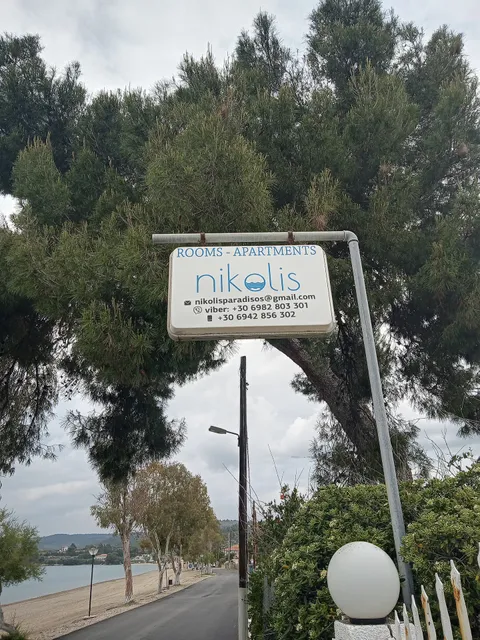 ROOMS - APARTMENTS
nikolis
nikolisparadisos@gmail.com
viber: +30 6982 803 301
+30 6942 856 302